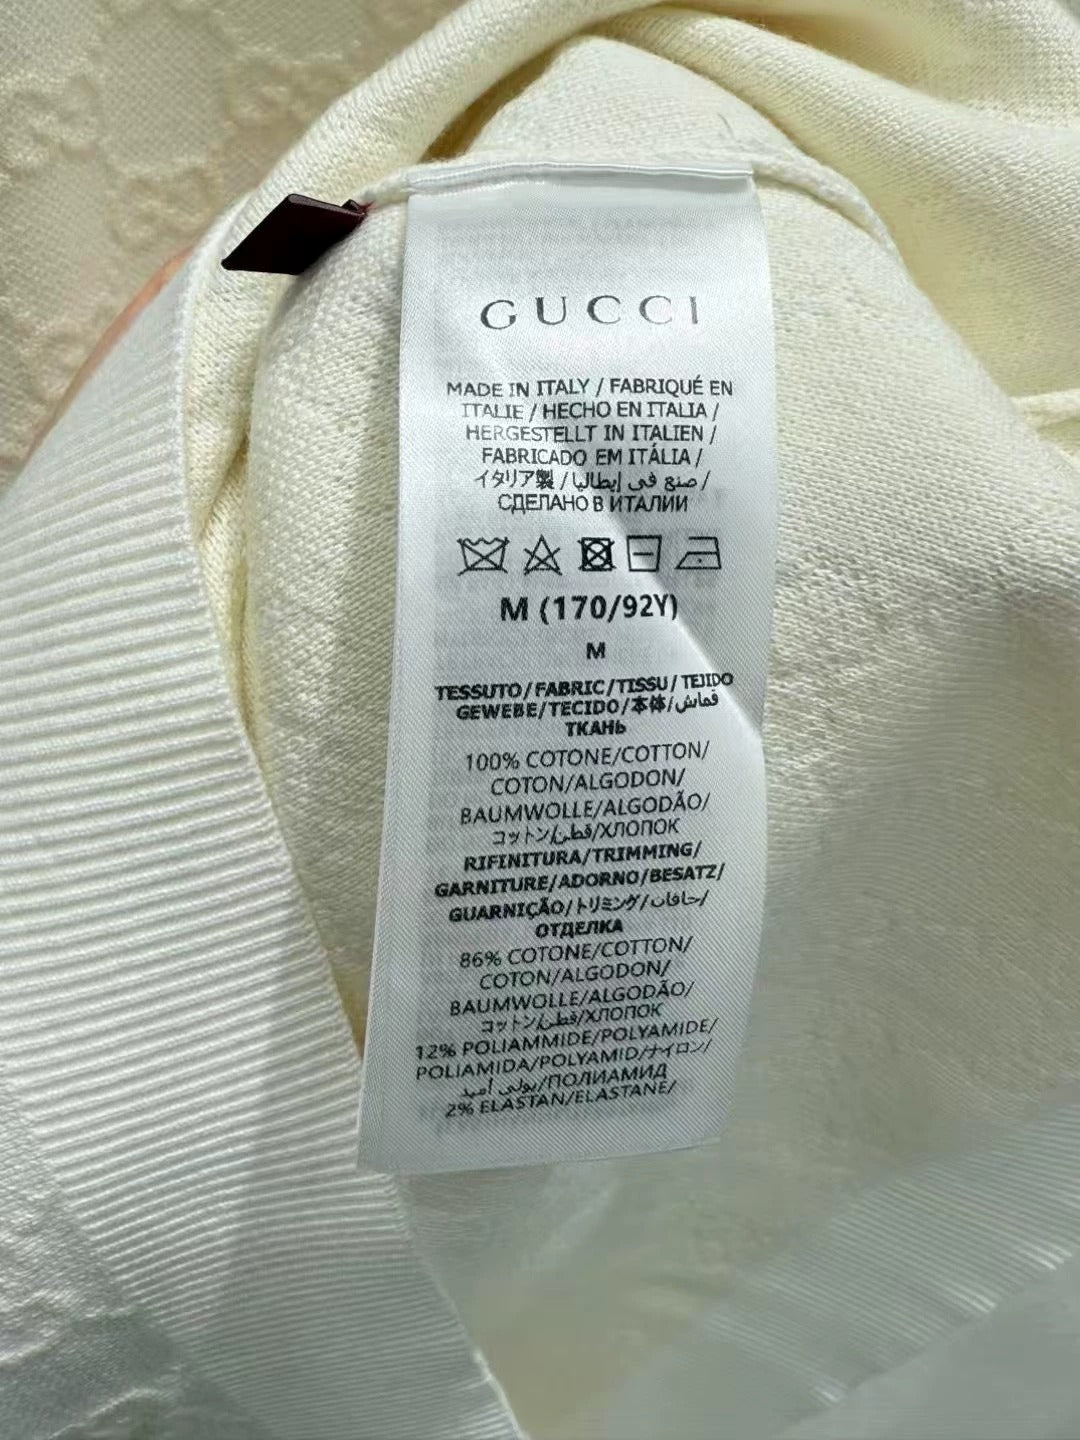 GUCCI
MADE IN ITALY / FABRIQUÉ EN
ITALIE / HECHO EN ITALIA /
HERGESTELLT IN ITALIEN /
FABRICADO EM ITÁLIA /
イタリア製 / صنع في إيطاليا /
СДЕЛАНО В ИТАЛИИ
M (170/92Y)
M
TESSUTO/FABRIC/TISSU/TEJIDO
GEWEBE/TECIDO/本体/قماش
ТКАНЬ
100% COTONE/COTTON/
COTON/ALGODON/
BAUMWOLLE/ALGODÃO/
コットン/قطن/ХЛОПОК
RIFINITURA/TRIMMING/
GARNITURE/ADORNO/BESATZ/
GUARNIÇÃO/トリミング/حافات/
ОТДЕЛКА
86% COTONE/COTTON/
COTON/ALGODON/
BAUMWOLLE/ALGODÃO/
コットン/قطن/ХЛОПОК
12% POLIAMMIDE/POLYAMIDE/
POLIAMIDA/POLYAMID/ナイロン/
بولي أميد/ПОЛИАМИД
2% ELASTAN/ELASTANE/